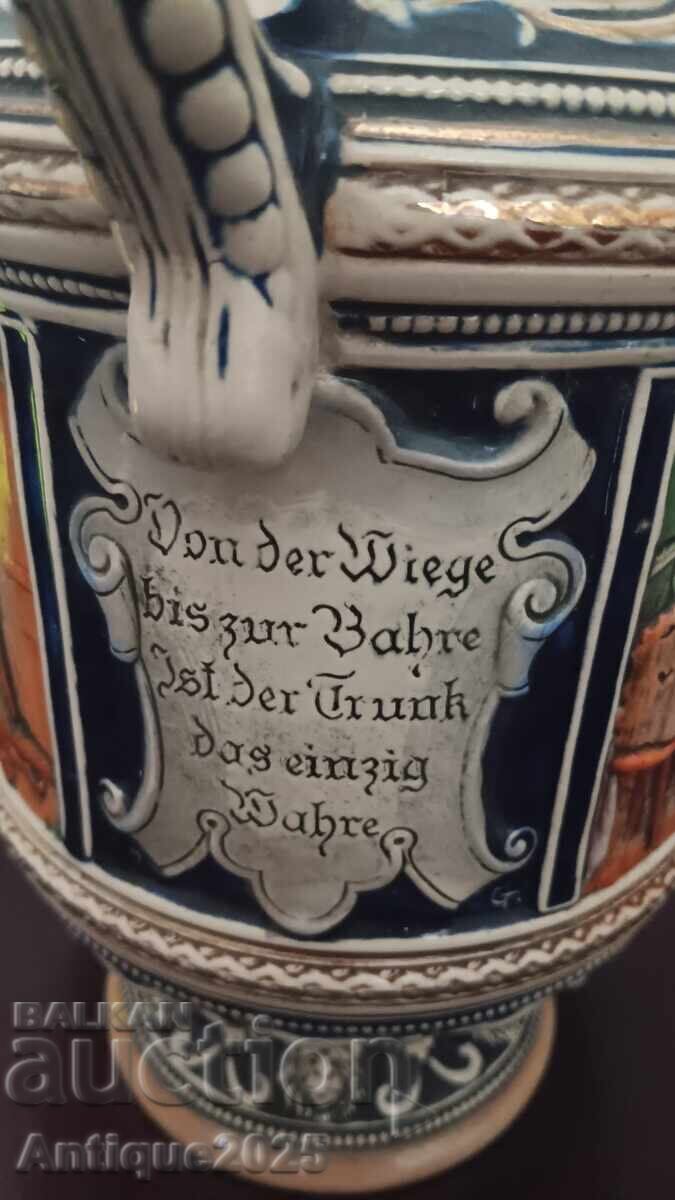 Von der Wiege
bis zur Bahre
Ist der Trunk
das einzig
Wahre
G.
BALKAN
auction
Antique2025